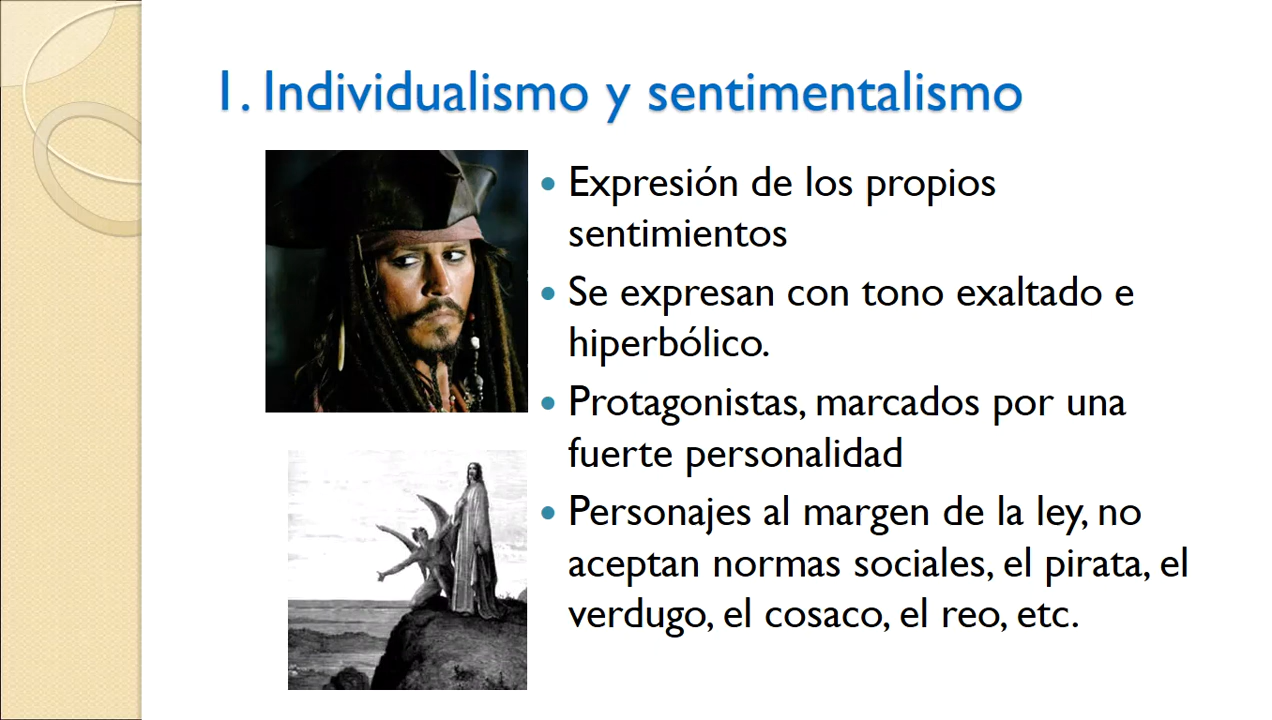 1. Individualismo y sentimentalismo
• Expresión de los propios
sentimientos
• Se expresan con tono exaltado e
hiperbólico.
• Protagonistas, marcados por una
fuerte personalidad
• Personajes al margen de la ley, no
aceptan normas sociales, el pirata, el
verdugo, el cosaco, el reo, etc.